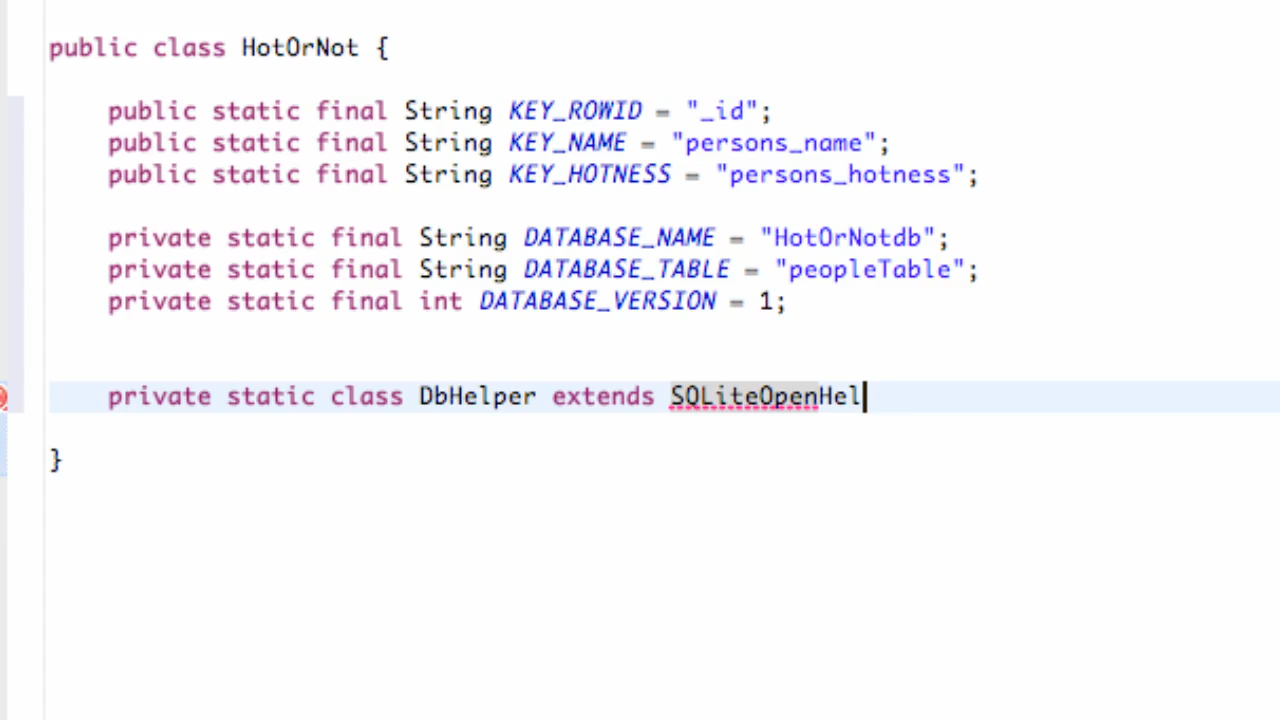 public class HotOrNot {
public static final String KEY_ROWID = "_id";
public static final String KEY_NAME = "persons_name";
public static final String KEY_HOTNESS = "persons_hotness";
private static final String DATABASE_NAME = "HotOrNotdb";
private static final String DATABASE_TABLE = "peopleTable";
private static final int DATABASE_VERSION = 1;
private static class DbHelper extends SQLiteOpenHel
}